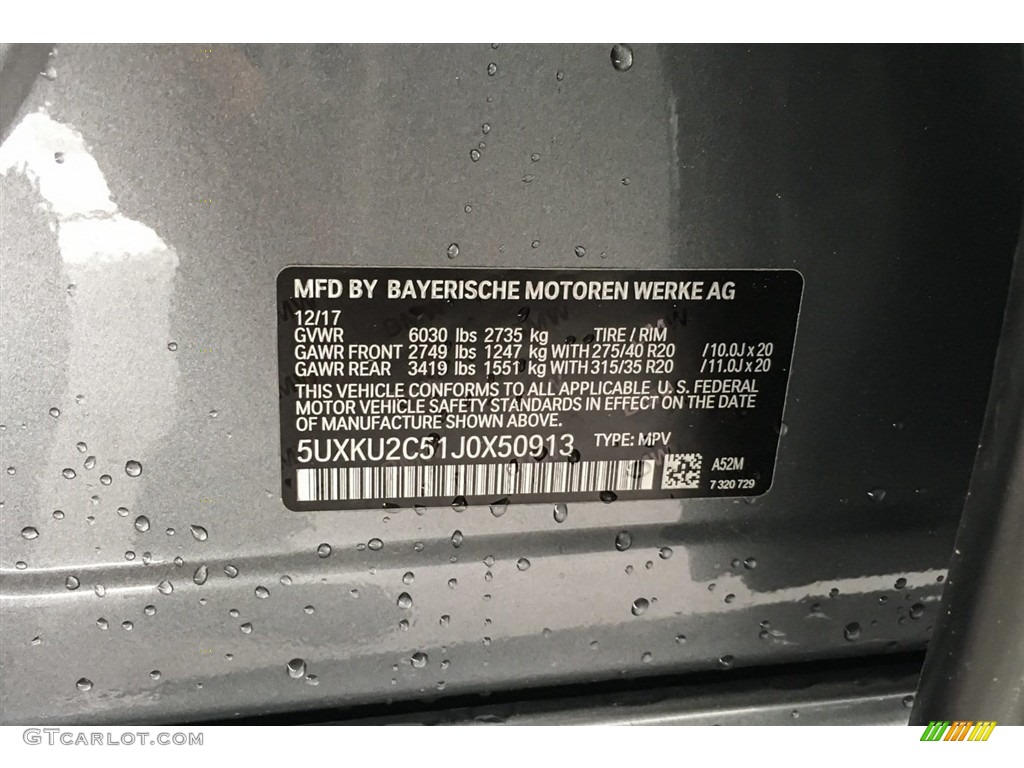 MFD BY BAYERISCHE MOTOREN WERKE AG
12/17
GVWR 6030 lbs 2735 kg TIRE / RIM
GAWR FRONT 2749 lbs 1247 kg WITH 275/40 R20 /10.0J x 20
GAWR REAR 3419 lbs 1551 kg WITH 315/35 R20 /11.0J x 20
THIS VEHICLE CONFORMS TO ALL APPLICABLE U.S. FEDERAL
MOTOR VEHICLE SAFETY STANDARDS IN EFFECT ON THE DATE
OF MANUFACTURE SHOWN ABOVE.
5UXKU2C51J0X50913 TYPE: MPV
A52M
7 320 729
GTCarlot.com